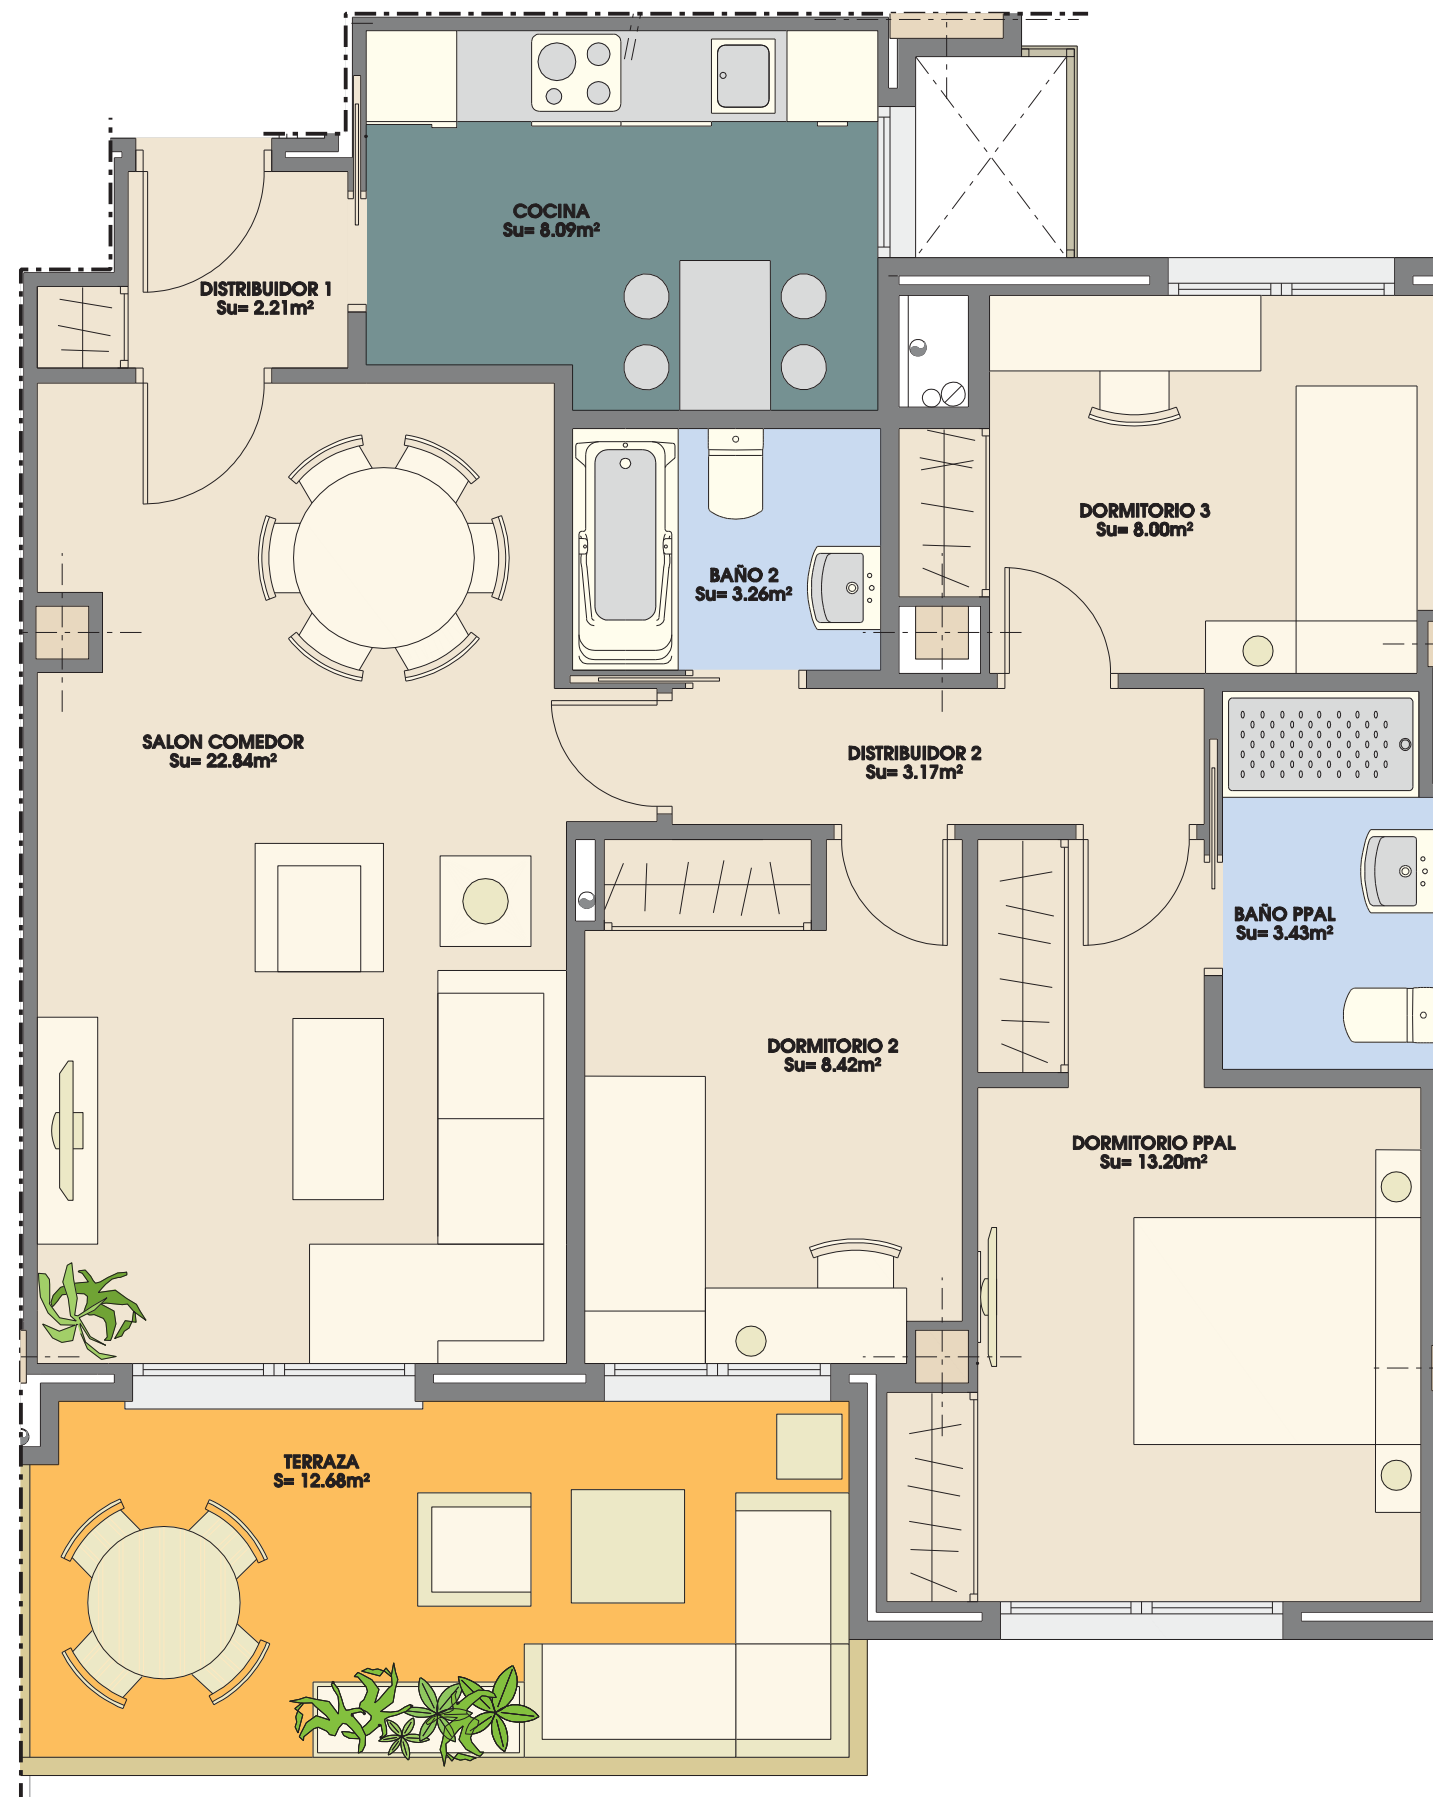 COCINA
Su= 8.09m²
DISTRIBUIDOR 1
Su= 2.21m²
DORMITORIO 3
Su= 8.00m²
BAÑO 2
Su= 3.26m²
SALON COMEDOR
Su= 22.84m²
DISTRIBUIDOR 2
Su= 3.17m²
BAÑO PPAL
Su= 3.43m²
DORMITORIO 2
Su= 8.42m²
DORMITORIO PPAL
Su= 13.20m²
TERRAZA
S= 12.68m²